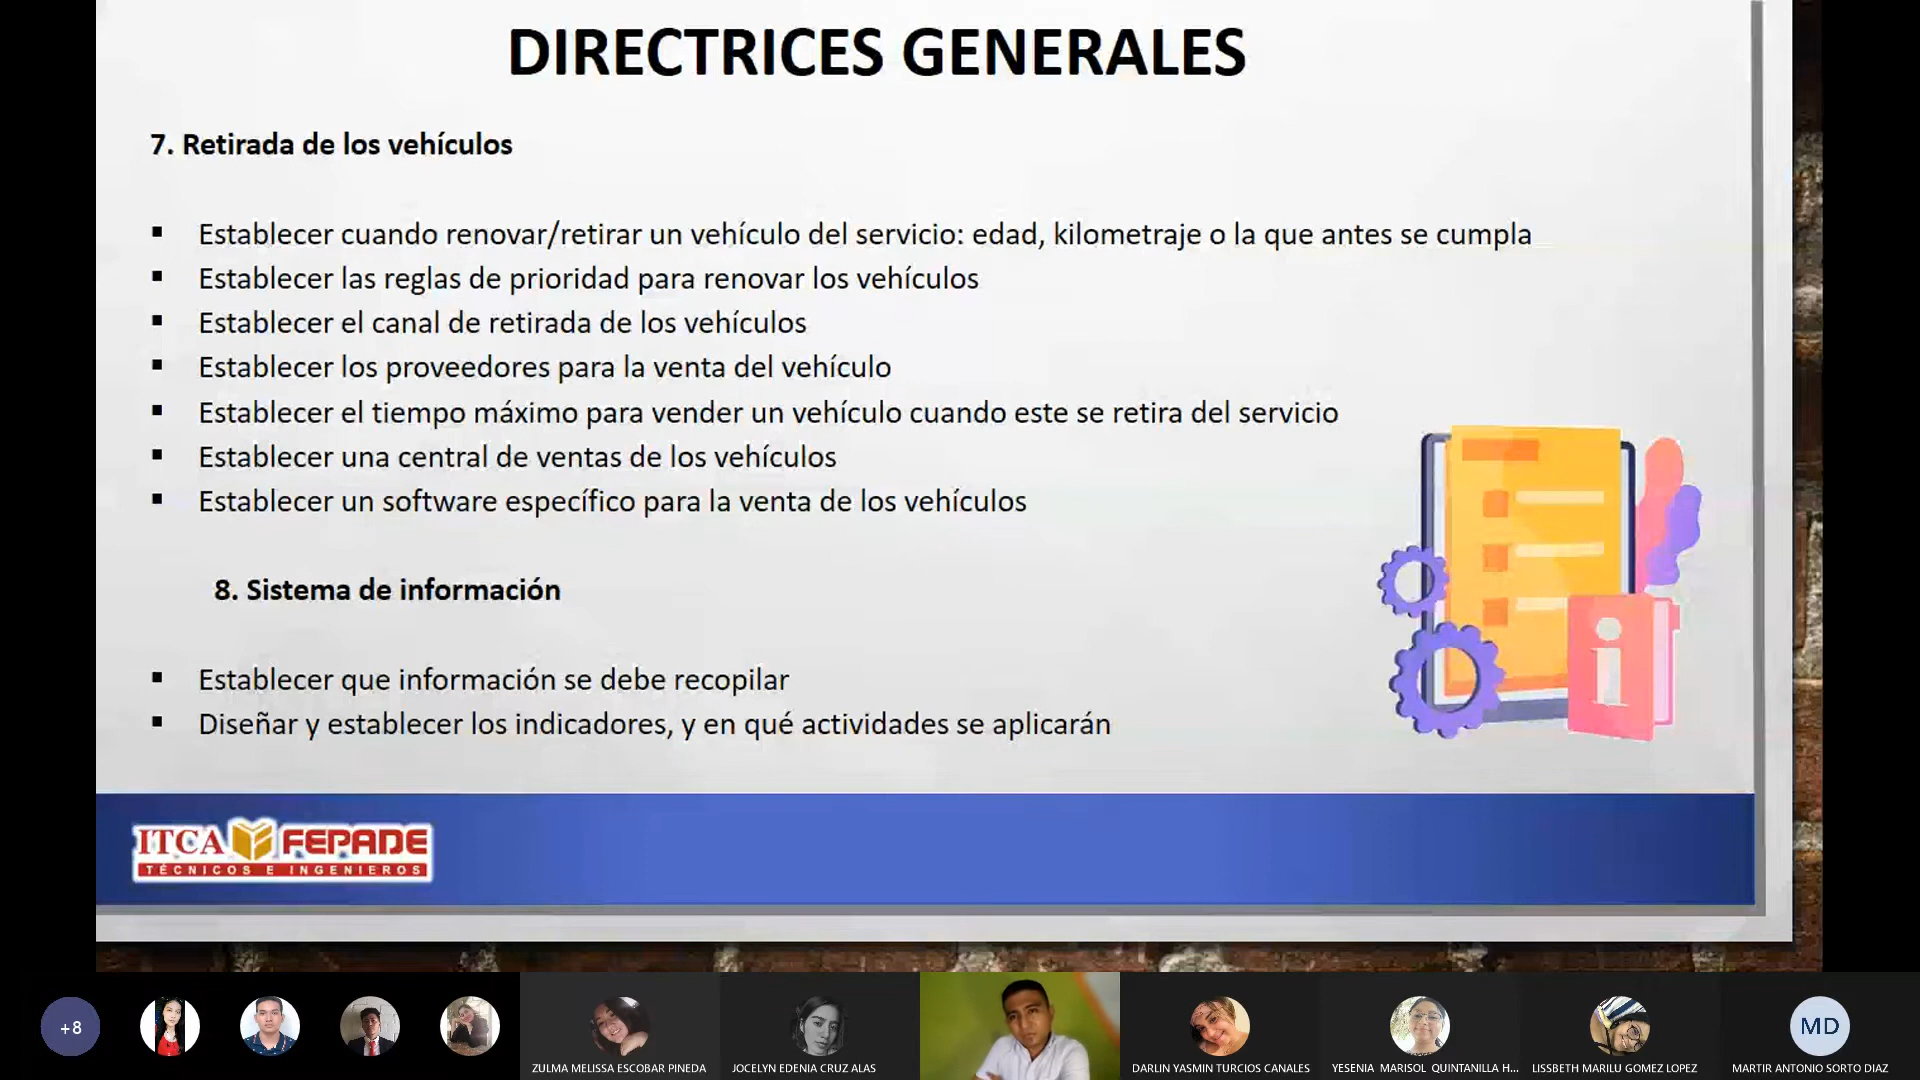 DIRECTRICES GENERALES
7. Retirada de los vehículos
▪ Establecer cuando renovar/retirar un vehículo del servicio: edad, kilometraje o la que antes se cumpla
▪ Establecer las reglas de prioridad para renovar los vehículos
▪ Establecer el canal de retirada de los vehículos
▪ Establecer los proveedores para la venta del vehículo
▪ Establecer el tiempo máximo para vender un vehículo cuando este se retira del servicio
▪ Establecer una central de ventas de los vehículos
▪ Establecer un software específico para la venta de los vehículos
8. Sistema de información
▪ Establecer que información se debe recopilar
▪ Diseñar y establecer los indicadores, y en qué actividades se aplicarán
i
ITCA FEPADE
TÉCNICOS E INGENIEROS
+8
ZULMA MELISSA ESCOBAR PINEDA
JOCELYN EDENIA CRUZ ALAS
DARLIN YASMIN TURCIOS CANALES
YESENIA MARISOL QUINTANILLA H...
LISSBETH MARILU GOMEZ LOPEZ
MD
MARTIR ANTONIO SORTO DIAZ